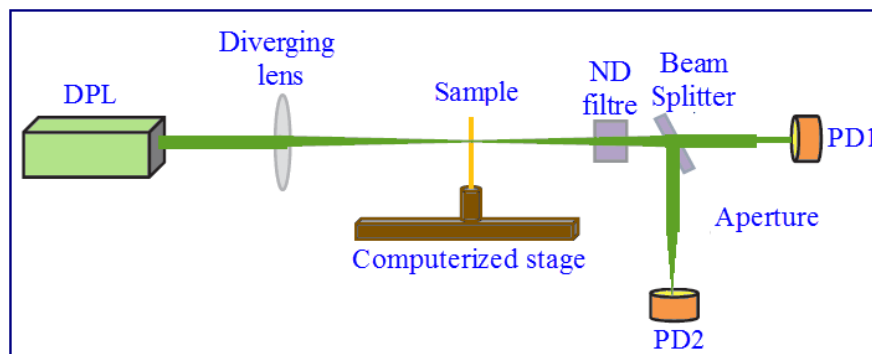 Diverging
lens
DPL
Sample
ND
filtre
Beam
Splitter
PD1
Aperture
Computerized stage
PD2